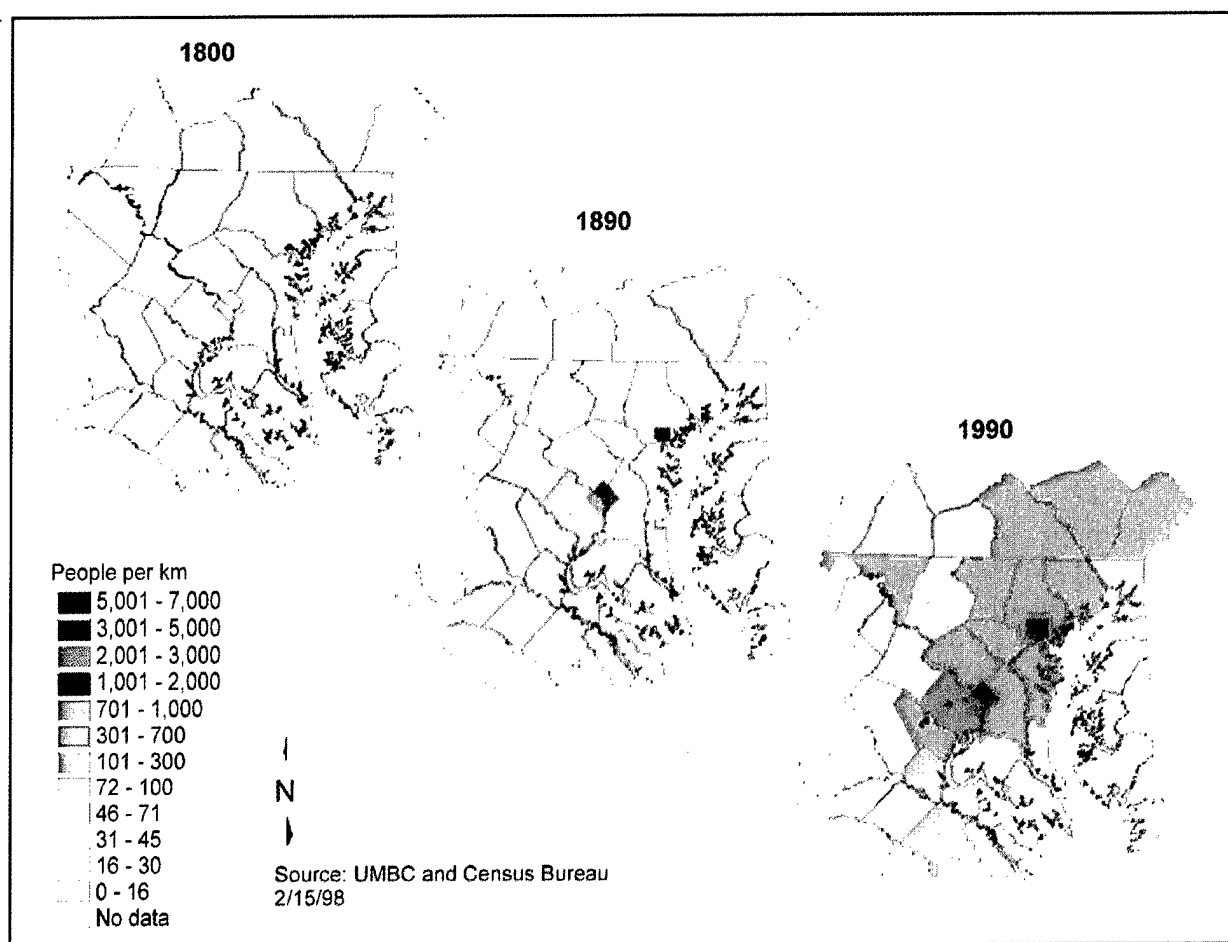 1800
1890
1990
People per km
5,001 - 7,000
3,001 - 5,000
2,001 - 3,000
1,001 - 2,000
701 - 1,000
301 - 700
101 - 300
72 - 100
46 - 71
31 - 45
16 - 30
0 - 16
No data
N
Source: UMBC and Census Bureau
2/15/98